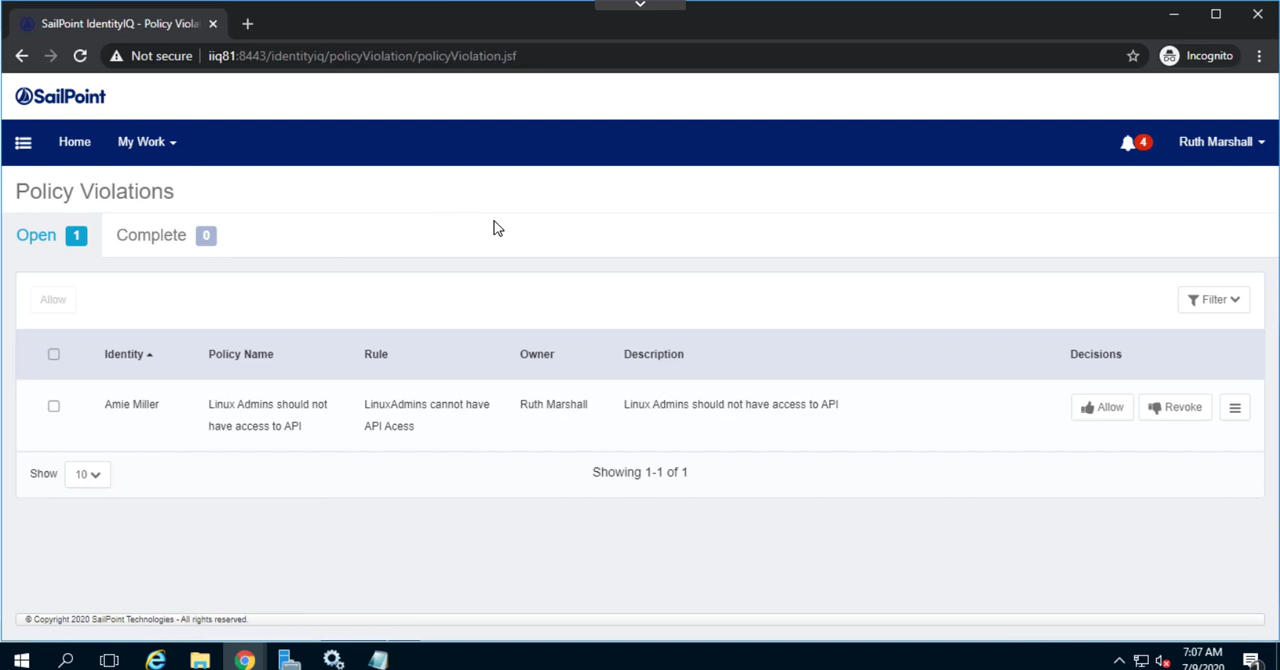 SailPoint IdentityIQ - Policy Viola
Not secure
iiq81:8443/identityiq/policyViolation/policyViolation.jsf
Incognito
SailPoint
Home
My Work
4
Ruth Marshall
Policy Violations
Open 1
Complete 0
Allow
Filter
Identity
Policy Name
Rule
Owner
Description
Decisions
Amie Miller
Linux Admins should not
have access to API
LinuxAdmins cannot have
API Acess
Ruth Marshall
Linux Admins should not have access to API
Allow
Revoke
Show
10
Showing 1-1 of 1
© Copyright 2020 SailPoint Technologies - All rights reserved.
7:07 AM
7/9/2020
1